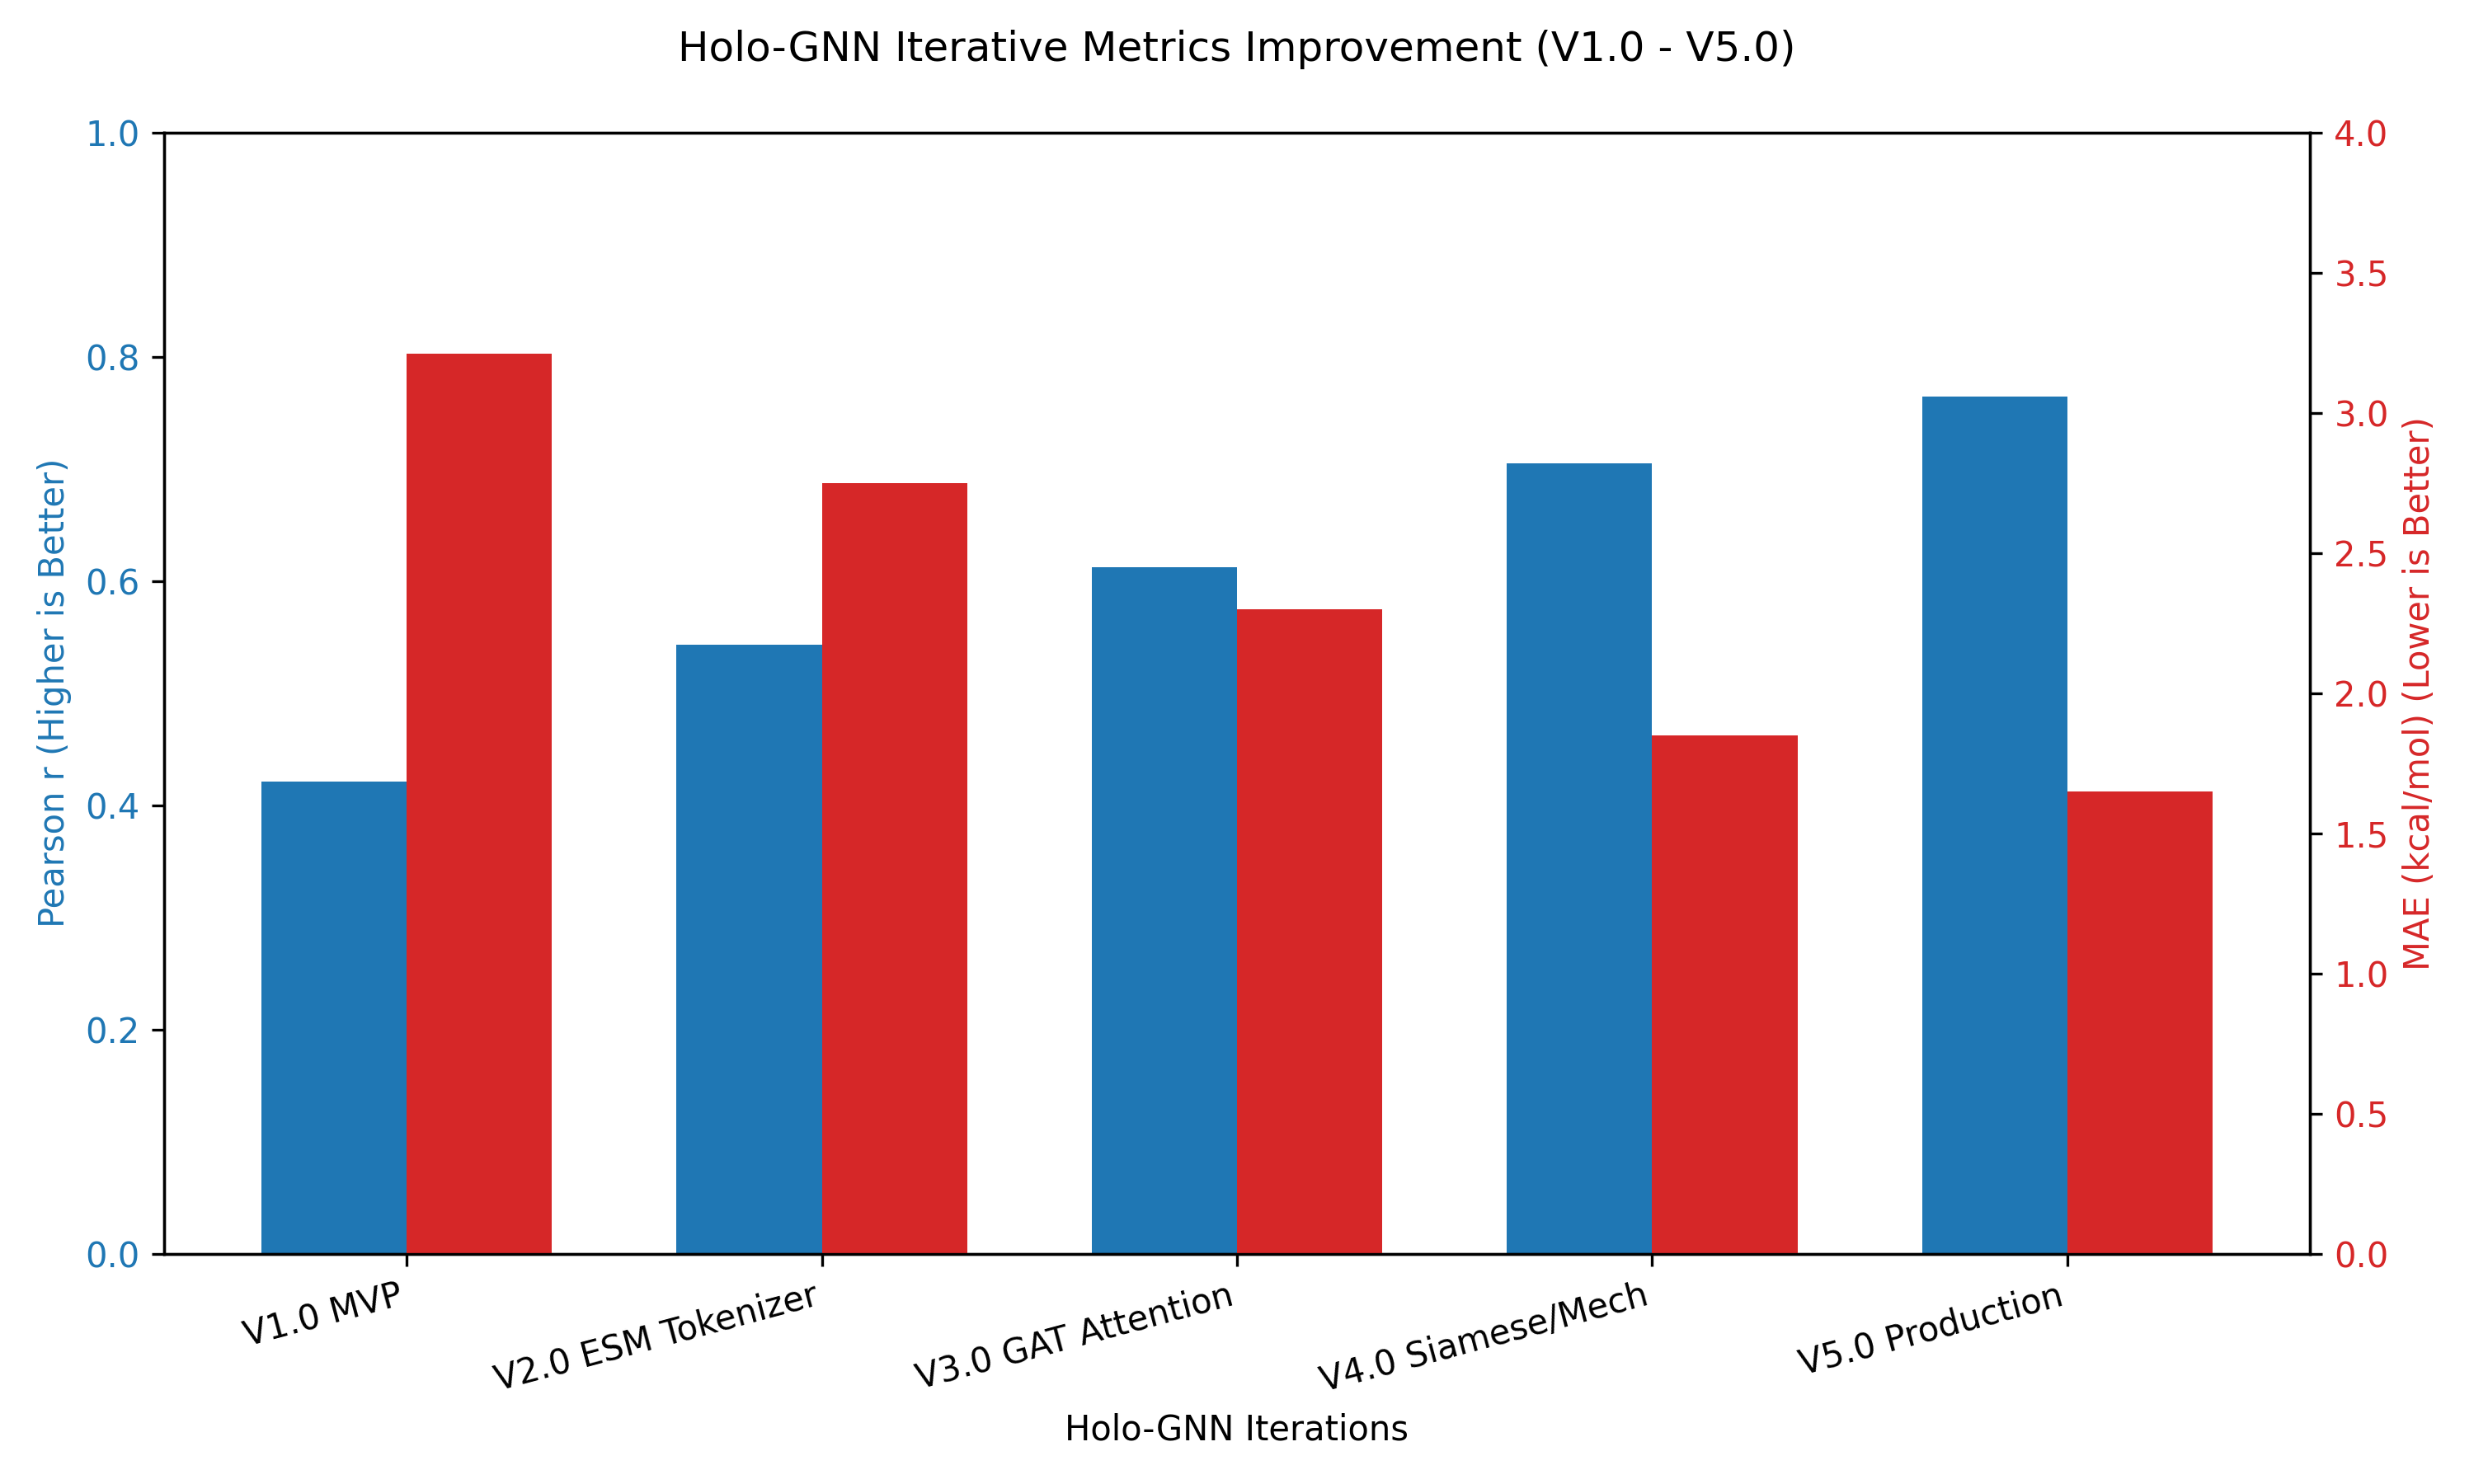 Holo-GNN Iterative Metrics Improvement (V1.0 - V5.0)
1.0
0.8
0.6
0.4
0.2
0.0
Pearson r (Higher is Better)
4.0
3.5
3.0
2.5
2.0
1.5
1.0
0.5
0.0
MAE (kcal/mol) (Lower is Better)
V1.0 MVP
V2.0 ESM Tokenizer
V3.0 GAT Attention
V4.0 Siamese/Mech
V5.0 Production
Holo-GNN Iterations